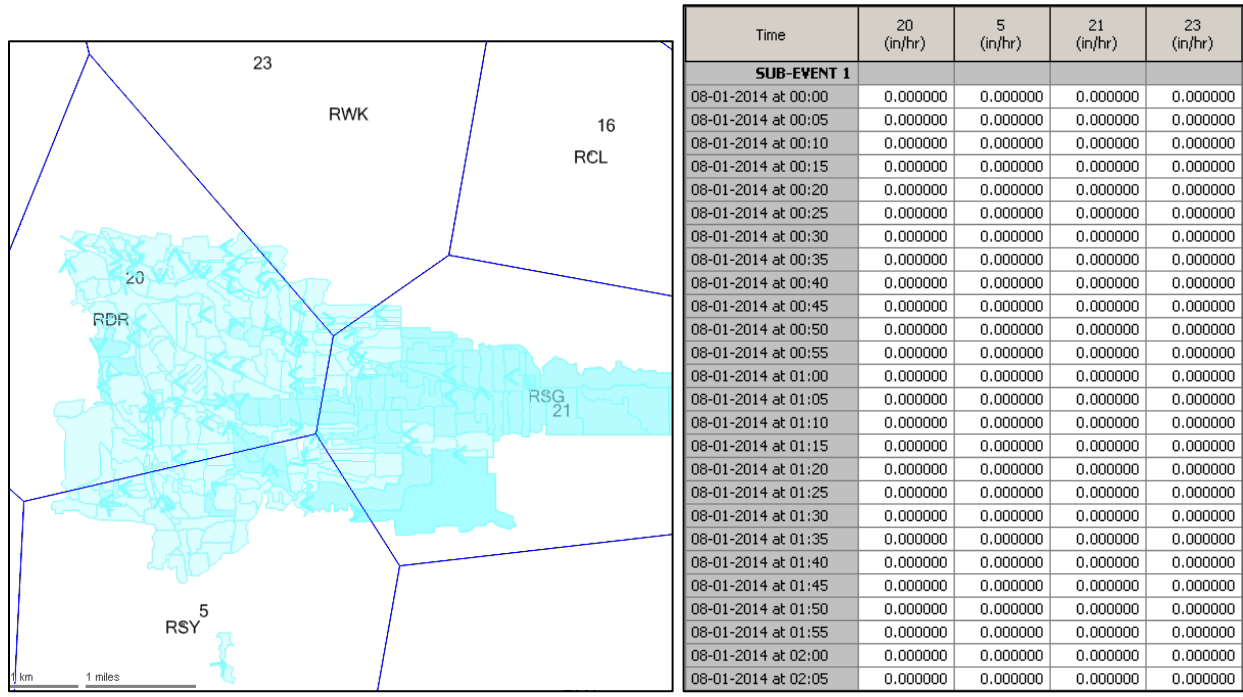 23
RWK
16
RCL
20
RDR
RSG
21
5
RSY
1 km 1 miles
Time 20 (in/hr) 5 (in/hr) 21 (in/hr) 23 (in/hr)
SUB-EVENT 1
08-01-2014 at 00:00 0.000000 0.000000 0.000000 0.000000
08-01-2014 at 00:05 0.000000 0.000000 0.000000 0.000000
08-01-2014 at 00:10 0.000000 0.000000 0.000000 0.000000
08-01-2014 at 00:15 0.000000 0.000000 0.000000 0.000000
08-01-2014 at 00:20 0.000000 0.000000 0.000000 0.000000
08-01-2014 at 00:25 0.000000 0.000000 0.000000 0.000000
08-01-2014 at 00:30 0.000000 0.000000 0.000000 0.000000
08-01-2014 at 00:35 0.000000 0.000000 0.000000 0.000000
08-01-2014 at 00:40 0.000000 0.000000 0.000000 0.000000
08-01-2014 at 00:45 0.000000 0.000000 0.000000 0.000000
08-01-2014 at 00:50 0.000000 0.000000 0.000000 0.000000
08-01-2014 at 00:55 0.000000 0.000000 0.000000 0.000000
08-01-2014 at 01:00 0.000000 0.000000 0.000000 0.000000
08-01-2014 at 01:05 0.000000 0.000000 0.000000 0.000000
08-01-2014 at 01:10 0.000000 0.000000 0.000000 0.000000
08-01-2014 at 01:15 0.000000 0.000000 0.000000 0.000000
08-01-2014 at 01:20 0.000000 0.000000 0.000000 0.000000
08-01-2014 at 01:25 0.000000 0.000000 0.000000 0.000000
08-01-2014 at 01:30 0.000000 0.000000 0.000000 0.000000
08-01-2014 at 01:35 0.000000 0.000000 0.000000 0.000000
08-01-2014 at 01:40 0.000000 0.000000 0.000000 0.000000
08-01-2014 at 01:45 0.000000 0.000000 0.000000 0.000000
08-01-2014 at 01:50 0.000000 0.000000 0.000000 0.000000
08-01-2014 at 01:55 0.000000 0.000000 0.000000 0.000000
08-01-2014 at 02:00 0.000000 0.000000 0.000000 0.000000
08-01-2014 at 02:05 0.000000 0.000000 0.000000 0.000000